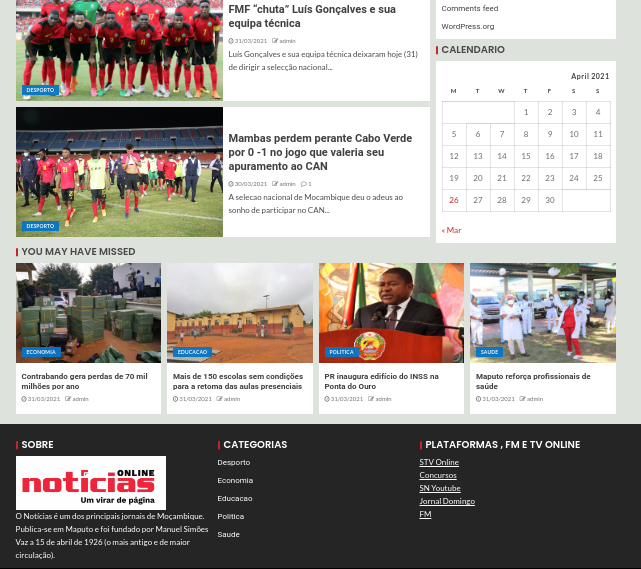 FMF “chuta” Luís Gonçalves e sua
equipa técnica
31/03/2021 admin
Luís Gonçalves e sua equipa técnica deixaram hoje (31)
de dirigir a selecção nacional...
DESPORTO
Mambas perdem perante Cabo Verde
por 0 -1 no jogo que valeria seu
apuramento ao CAN
30/03/2021 admin 1
A selecao nacional de Mocambique deu o adeus ao
sonho de participar no CAN...
DESPORTO
Comments feed
WordPress.org
CALENDARIO
April 2021
M T W T F S S
1 2 3 4
5 6 7 8 9 10 11
12 13 14 15 16 17 18
19 20 21 22 23 24 25
26 27 28 29 30
« Mar
YOU MAY HAVE MISSED
ECONOMIA
Contrabando gera perdas de 70 mil
milhões por ano
31/03/2021 admin
EDUCACAO
Mais de 150 escolas sem condições
para a retoma das aulas presenciais
31/03/2021 admin
POLITICA
PR inaugura edifício do INSS na
Ponta do Ouro
31/03/2021 admin
SAUDE
Maputo reforça profissionais de
saúde
31/03/2021 admin
SOBRE
ONLINE
notícias
Um virar de página
O Notícias é um dos principais jornais de Moçambique.
Publica-se em Maputo e foi fundado por Manuel Simões
Vaz a 15 de abril de 1926 (o mais antigo e de maior
circulação).
CATEGORIAS
Desporto
Economia
Educacao
Politica
Saude
PLATAFORMAS , FM E TV ONLINE
STV Online
Concursos
SN Youtube
Jornal Domingo
FM